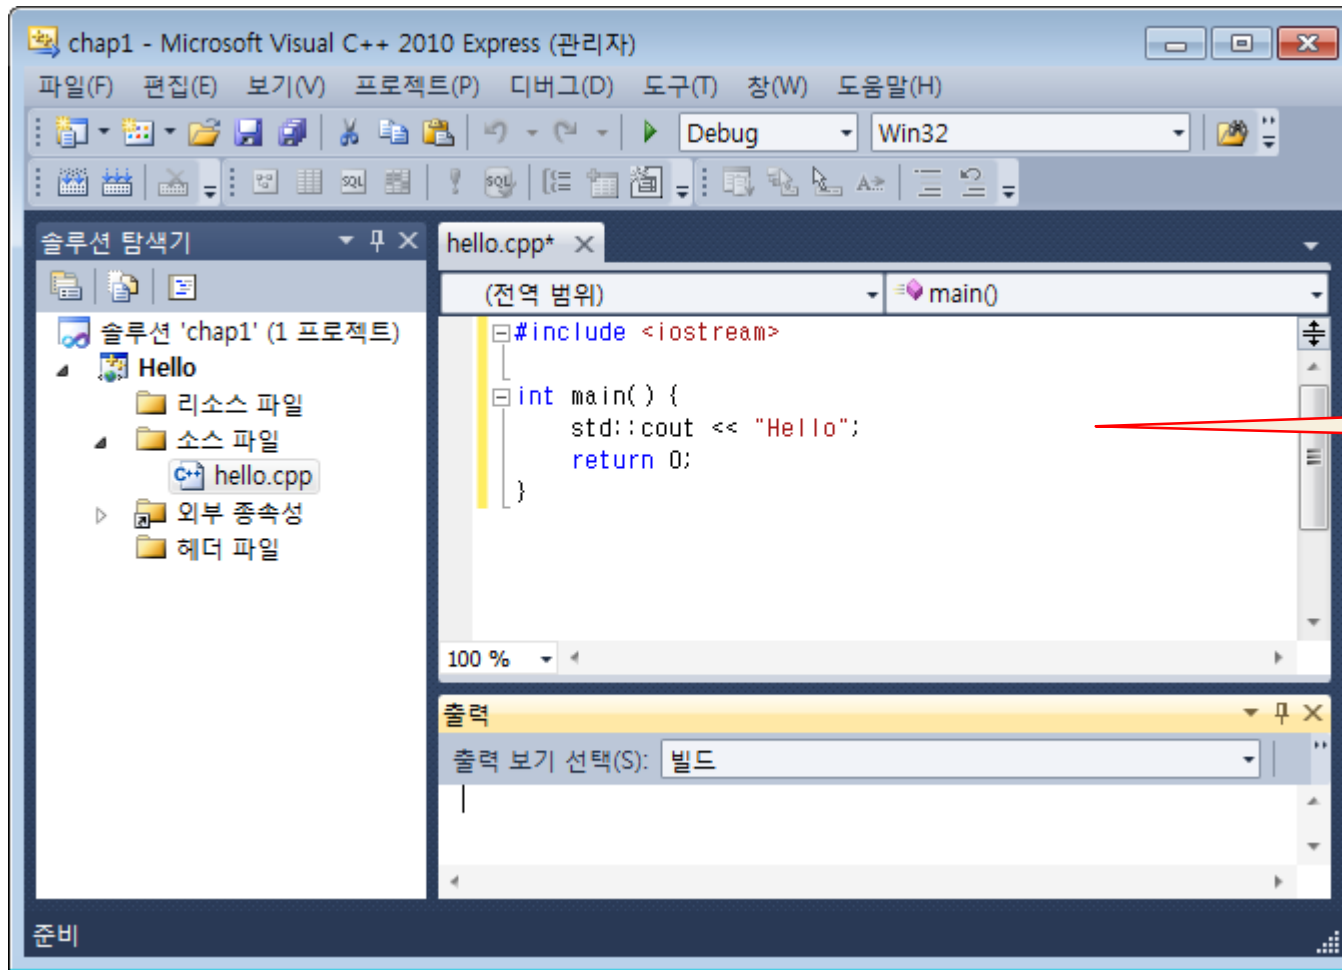 chap1 - Microsoft Visual C++ 2010 Express (관리자)
파일(F) 편집(E) 보기(V) 프로젝트(P) 디버그(D) 도구(T) 창(W) 도움말(H)
Debug Win32
솔루션 탐색기
솔루션 'chap1' (1 프로젝트)
Hello
리소스 파일
소스 파일
hello.cpp
외부 종속성
헤더 파일
hello.cpp*
(전역 범위) main()
#include <iostream>
int main() {
std::cout << "Hello";
return 0;
}
100 %
출력
출력 보기 선택(S): 빌드
준비